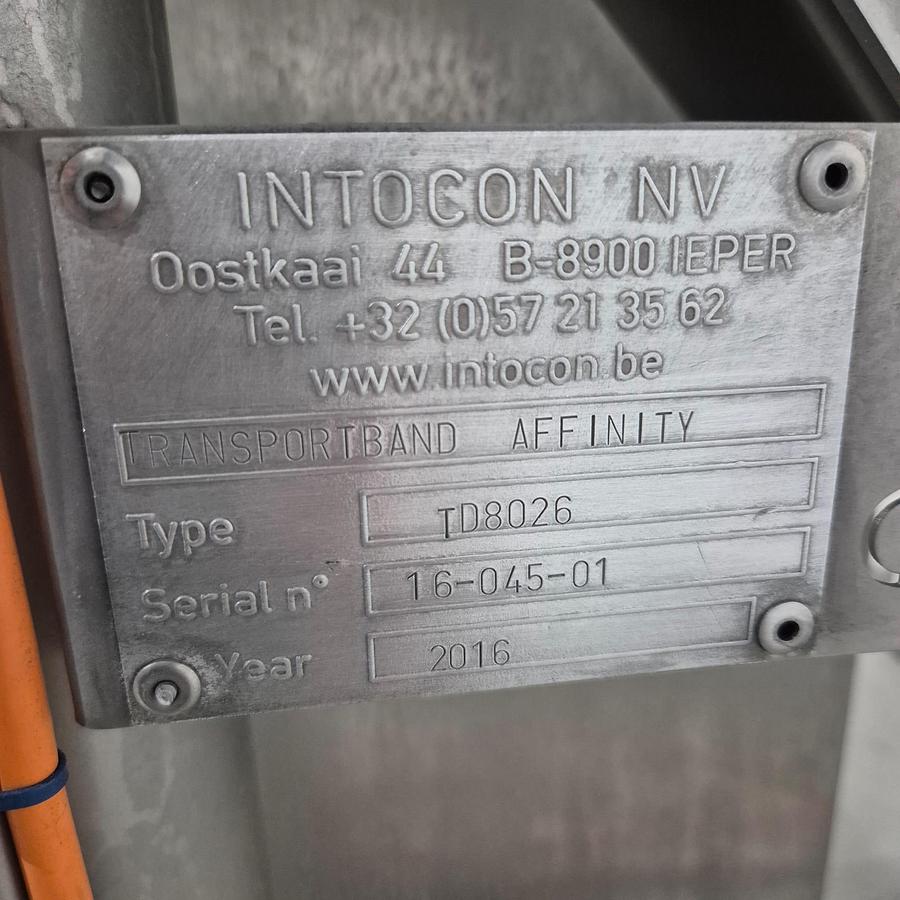 INTOCON NV
Oostkaai 44 B-8900 IEPER
Tel. +32 (0)57 21 35 62
www.intocon.be
TRANSPORTBAND AFFINITY
Type TD8026
Serial n° 16-045-01
Year 2016